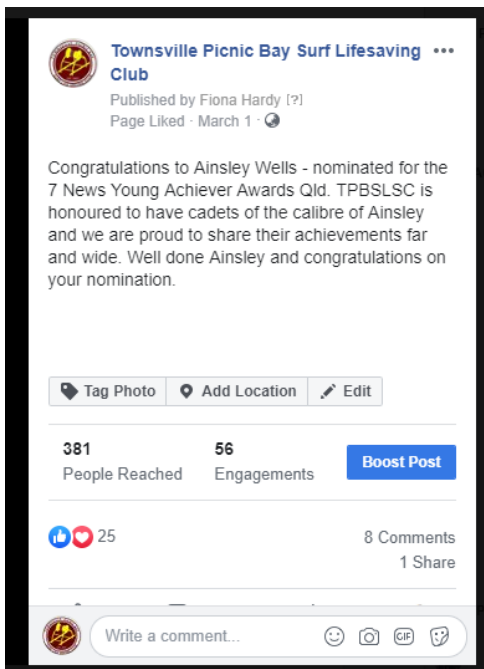 Townsville Picnic Bay Surf Lifesaving
Club
Published by Fiona Hardy [?]
Page Liked · March 1 ·
Congratulations to Ainsley Wells - nominated for the
7 News Young Achiever Awards Qld. TPBSLSC is
honoured to have cadets of the calibre of Ainsley
and we are proud to share their achievements far
and wide. Well done Ainsley and congratulations on
your nomination.
Tag Photo Add Location Edit
381 56
People Reached Engagements Boost Post
25 8 Comments
1 Share
Write a comment... GIF